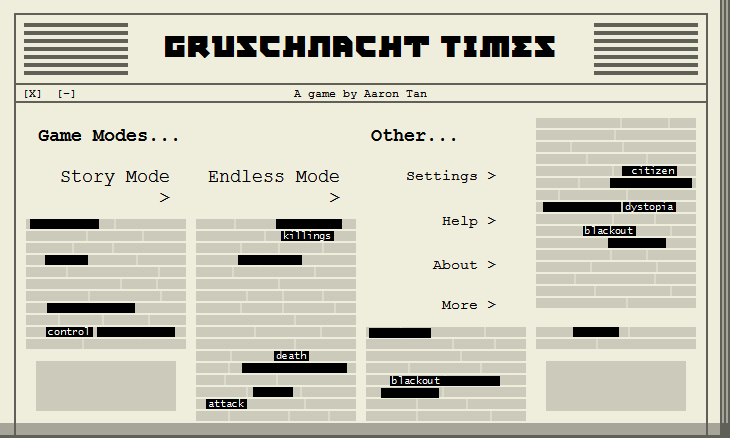 GRUSCHNACHT TIMES
[X] [-]
A game by Aaron Tan
Game Modes...
Story Mode
>
Endless Mode
>
killings
control
death
attack
Other...
Settings >
Help >
About >
More >
blackout
citizen
dystopia
blackout